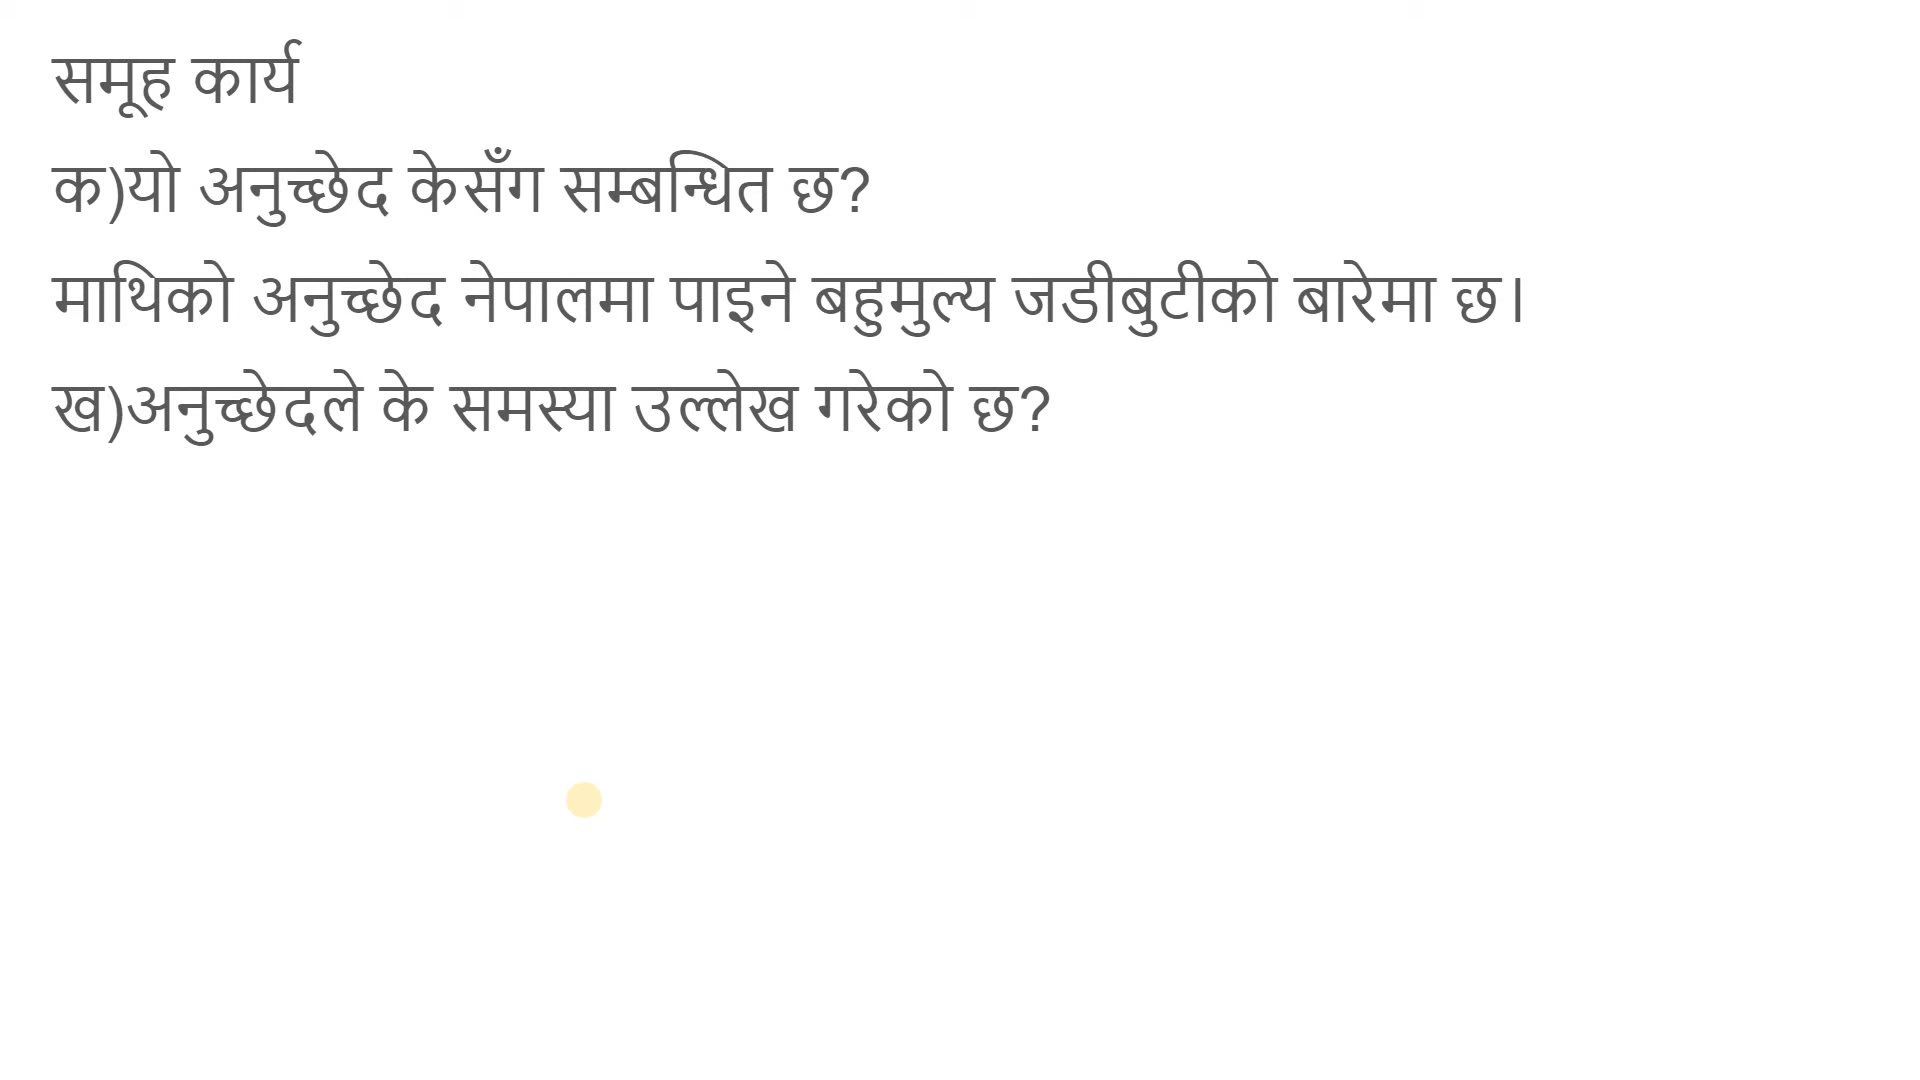 समूह कार्य
क)यो अनुच्छेद केसँग सम्बन्धित छ?
माथिको अनुच्छेद नेपालमा पाइने बहुमुल्य जडीबुटीको बारेमा छ।
ख)अनुच्छेदले के समस्या उल्लेख गरेको छ?